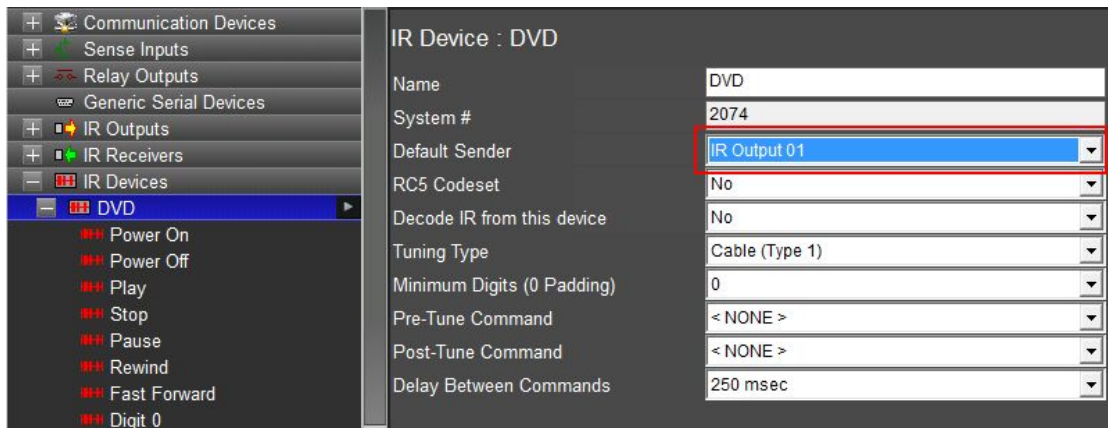 Communication Devices
Sense Inputs
Relay Outputs
Generic Serial Devices
IR Outputs
IR Receivers
IR Devices
DVD
Power On
Power Off
Play
Stop
Pause
Rewind
Fast Forward
Digit 0
IR Device : DVD
Name DVD
System # 2074
Default Sender IR Output 01
RC5 Codeset No
Decode IR from this device No
Tuning Type Cable (Type 1)
Minimum Digits (0 Padding) 0
Pre-Tune Command < NONE >
Post-Tune Command < NONE >
Delay Between Commands 250 msec